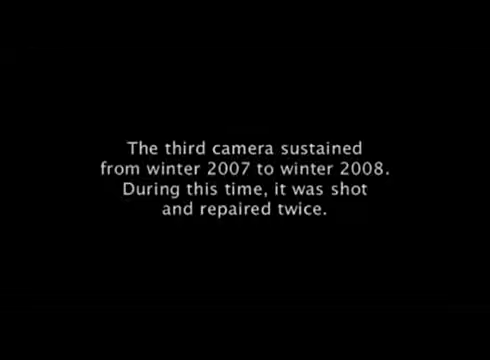 The third camera sustained
from winter 2007 to winter 2008.
During this time, it was shot
and repaired twice.